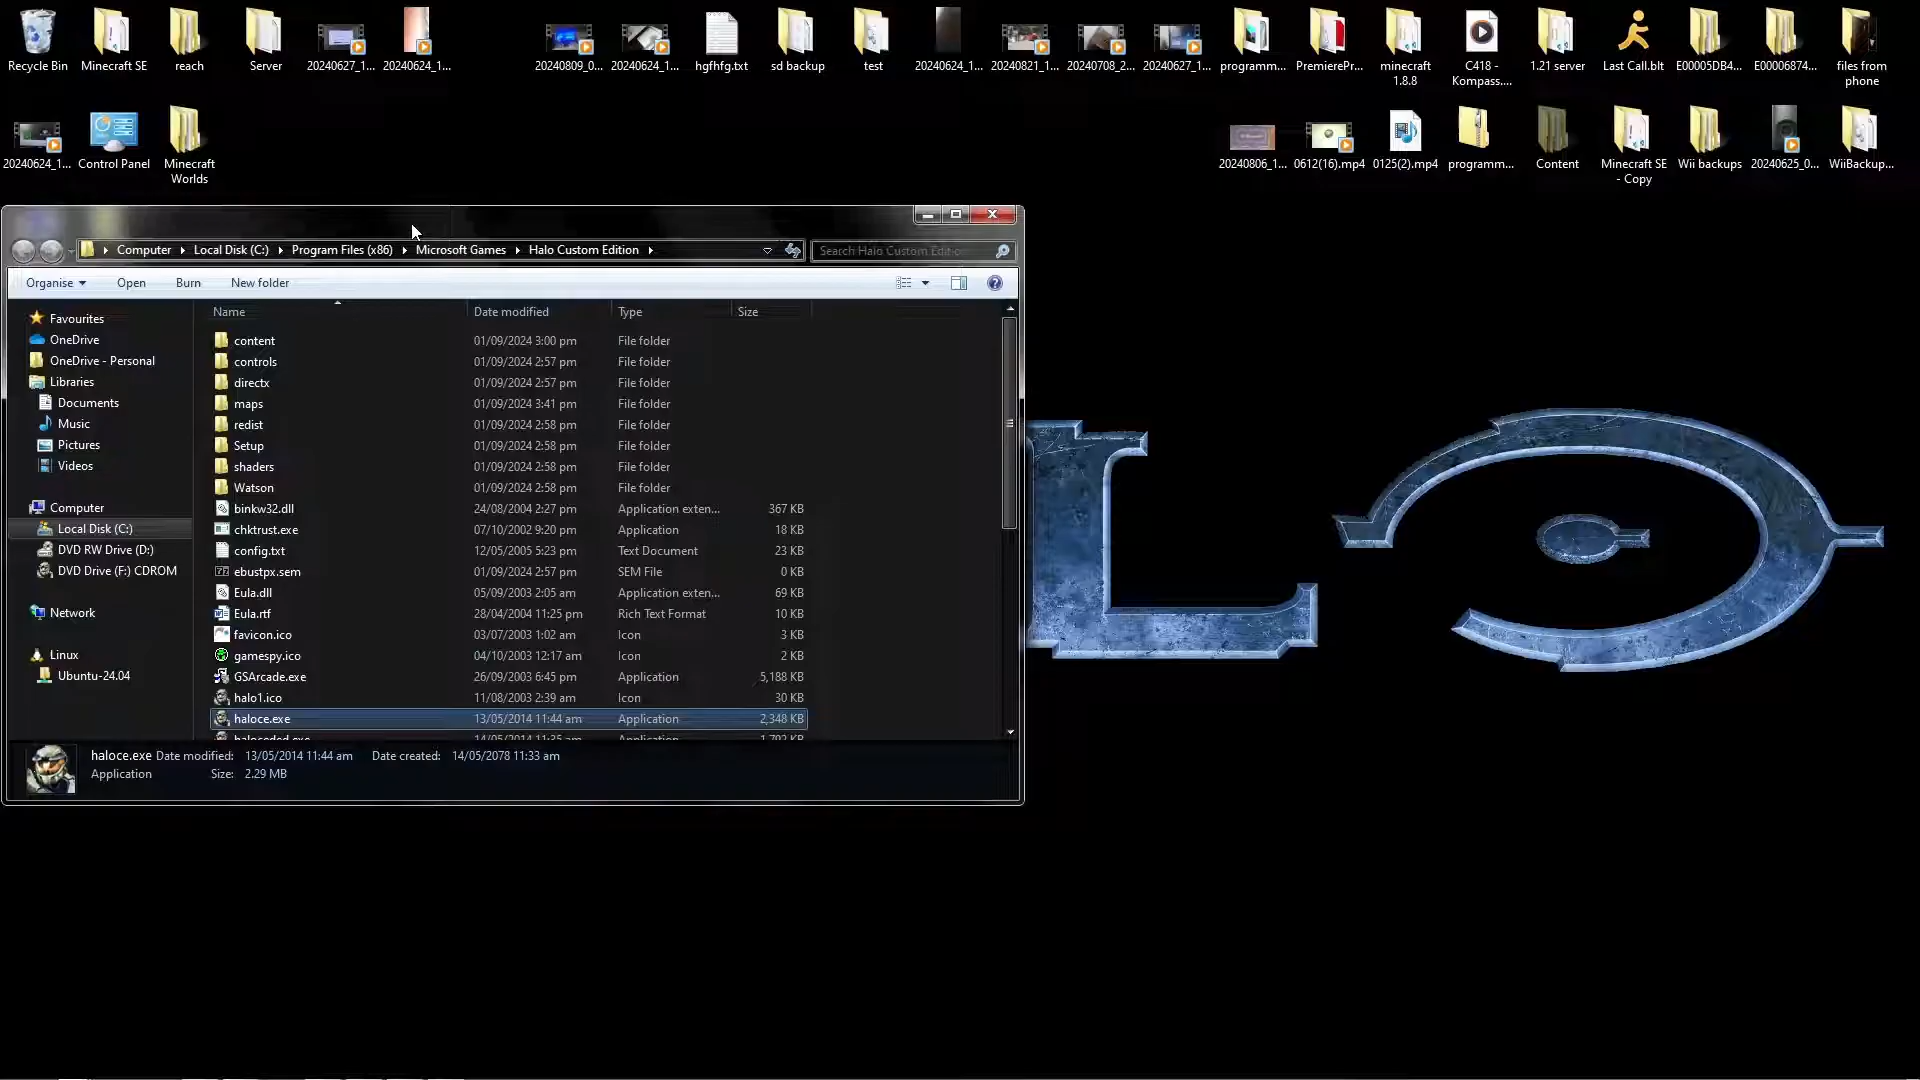 Recycle Bin
Minecraft SE
reach
Server
20240627_1...
20240624_1...
20240809_0...
20240624_1...
hgfhfg.txt
sd backup
test
20240624_1...
20240821_1...
20240708_2...
20240627_1...
programm...
PremierePr...
minecraft
1.8.8
C418 -
Kompass....
1.21 server
Last Call.blt
E00005DB4...
E00006874...
files from
phone
20240624_1...
Control Panel
Minecraft
Worlds
20240806_1...
0612(16).mp4
0125(2).mp4
programm...
Content
Minecraft SE
- Copy
Wii backups
20240625_0...
WiiBackup...
Computer
Local Disk (C:)
Program Files (x86)
Microsoft Games
Halo Custom Edition
Search Halo Custom Editio
Organise
Open
Burn
New folder
Name
Date modified
Type
Size
Favourites
OneDrive
OneDrive - Personal
Libraries
Documents
Music
Pictures
Videos
Computer
Local Disk (C:)
DVD RW Drive (D:)
DVD Drive (F:) CDROM
Network
Linux
Ubuntu-24.04
content 01/09/2024 3:00 pm File folder
controls 01/09/2024 2:57 pm File folder
directx 01/09/2024 2:57 pm File folder
maps 01/09/2024 3:41 pm File folder
redist 01/09/2024 2:58 pm File folder
Setup 01/09/2024 2:58 pm File folder
shaders 01/09/2024 2:58 pm File folder
Watson 01/09/2024 2:58 pm File folder
binkw32.dll 24/08/2004 2:27 pm Application exten... 367 KB
chktrust.exe 07/10/2002 9:20 pm Application 18 KB
config.txt 12/05/2005 5:23 pm Text Document 23 KB
ebustpx.sem 01/09/2024 2:57 pm SEM File 0 KB
Eula.dll 05/09/2003 2:05 am Application exten... 69 KB
Eula.rtf 28/04/2004 11:25 pm Rich Text Format 10 KB
favicon.ico 03/07/2003 1:02 am Icon 3 KB
gamespy.ico 04/10/2003 12:17 am Icon 2 KB
GSArcade.exe 26/09/2003 6:45 pm Application 5,188 KB
halo1.ico 11/08/2003 2:39 am Icon 30 KB
haloce.exe 13/05/2014 11:44 am Application 2,348 KB
haloceded.exe 14/05/2014 11:35 am Application 1,792 KB
haloce.exe Date modified: 13/05/2014 11:44 am Date created: 14/05/2078 11:33 am
Application Size: 2.29 MB
L